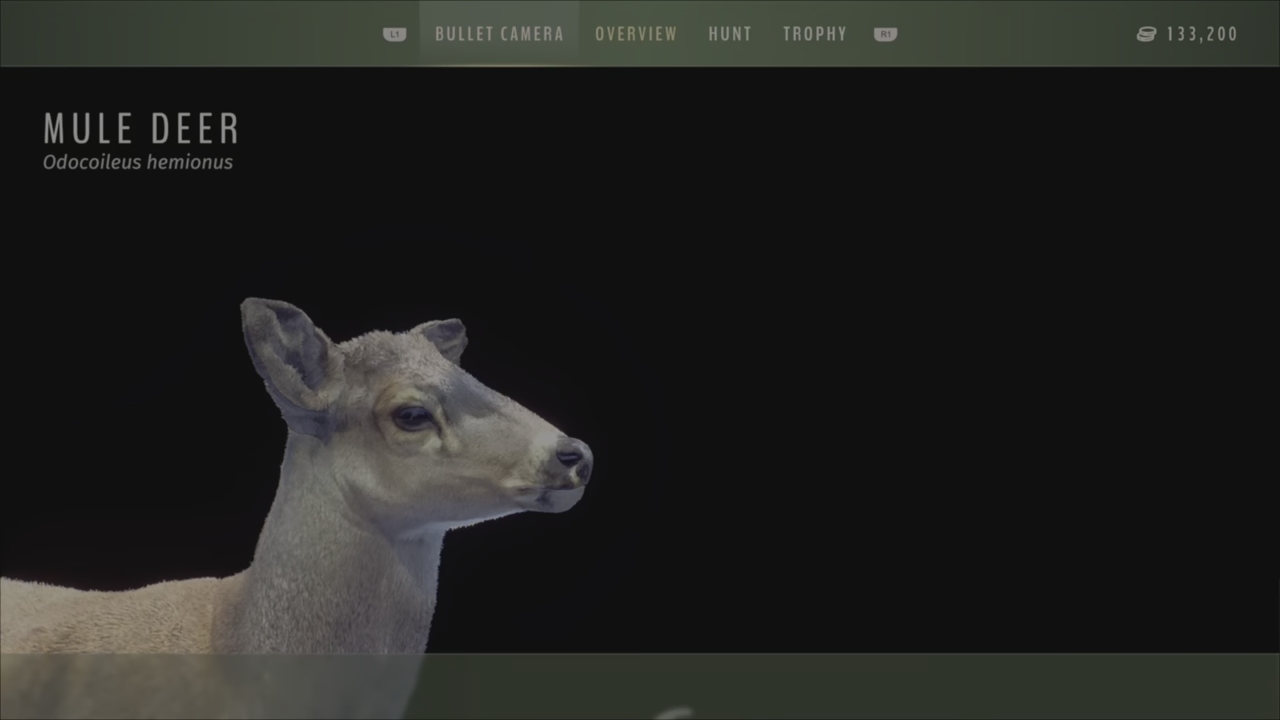 L1 BULLET CAMERA OVERVIEW HUNT TROPHY R1 133,200
MULE DEER
Odocoileus hemionus